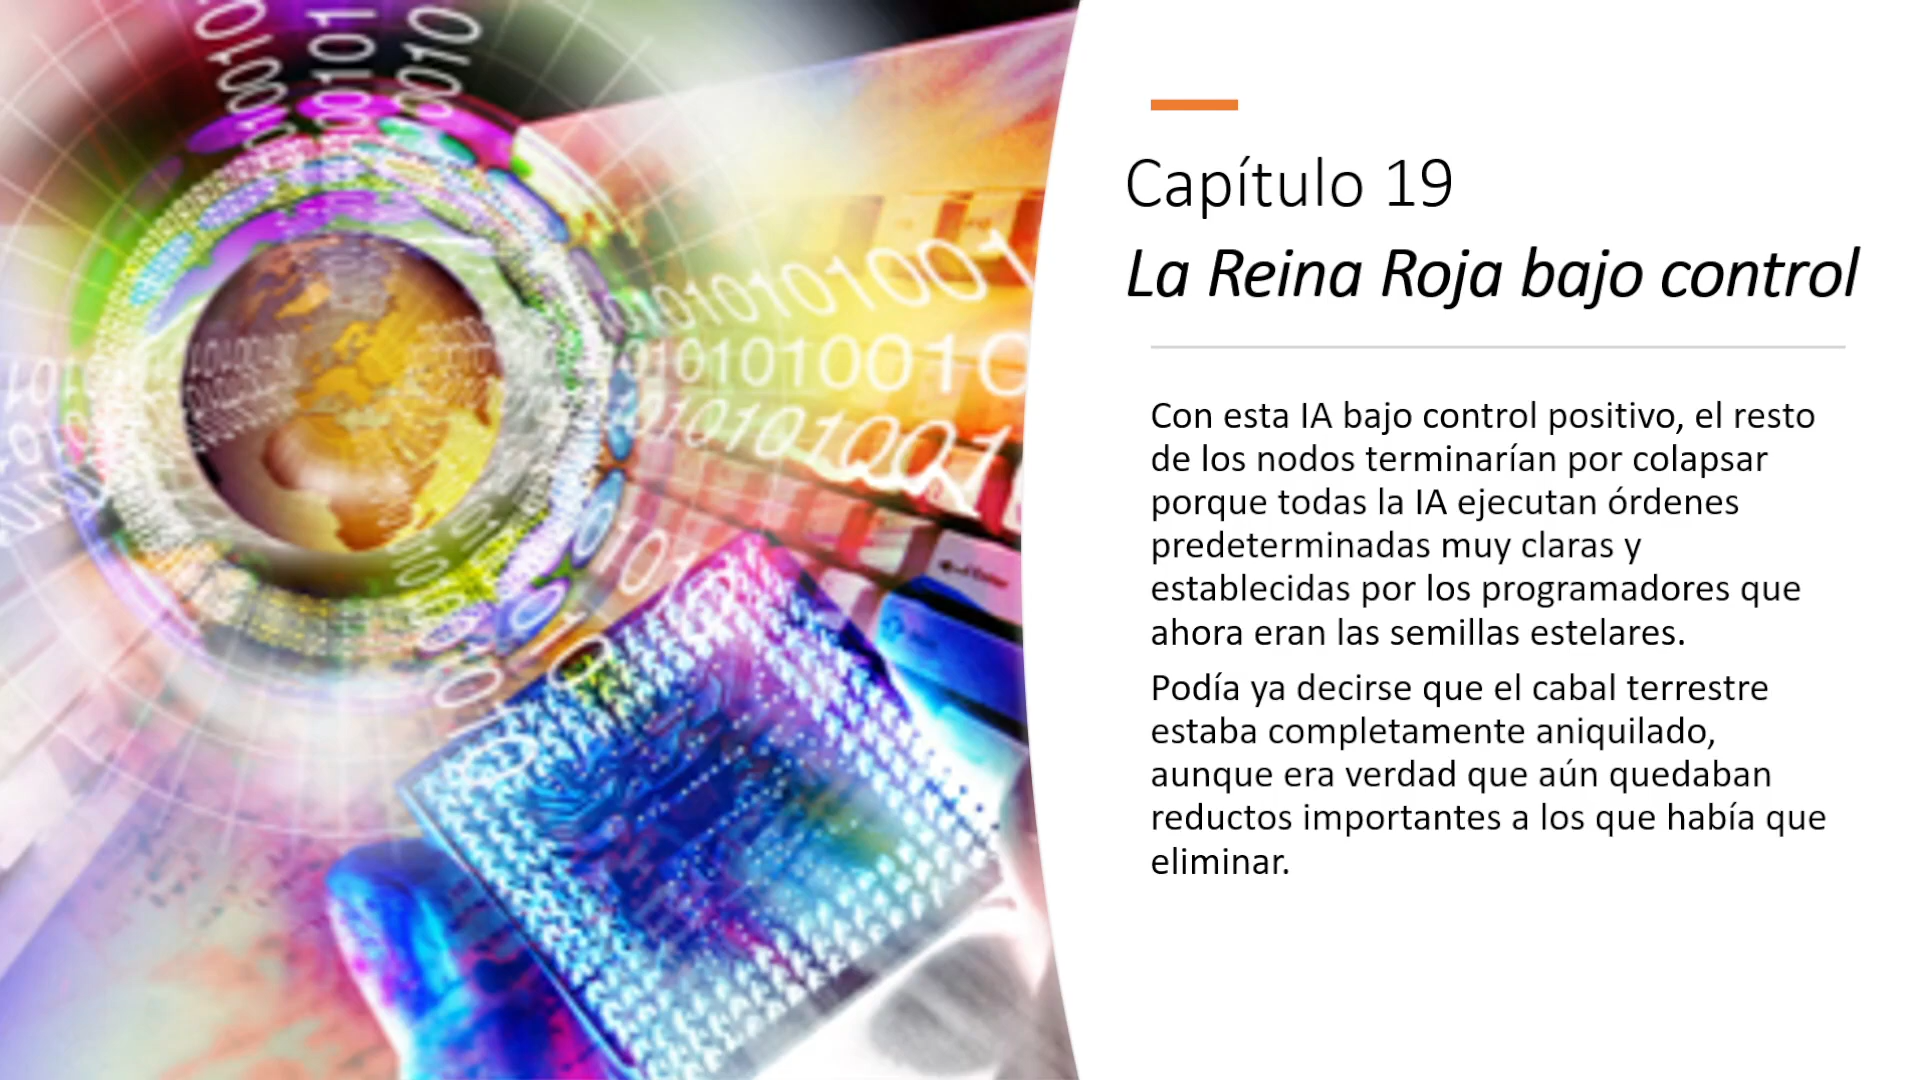 Capítulo 19
La Reina Roja bajo control
Con esta IA bajo control positivo, el resto
de los nodos terminarían por colapsar
porque todas la IA ejecutan órdenes
predeterminadas muy claras y
establecidas por los programadores que
ahora eran las semillas estelares.
Podía ya decirse que el cabal terrestre
estaba completamente aniquilado,
aunque era verdad que aún quedaban
reductos importantes a los que había que
eliminar.